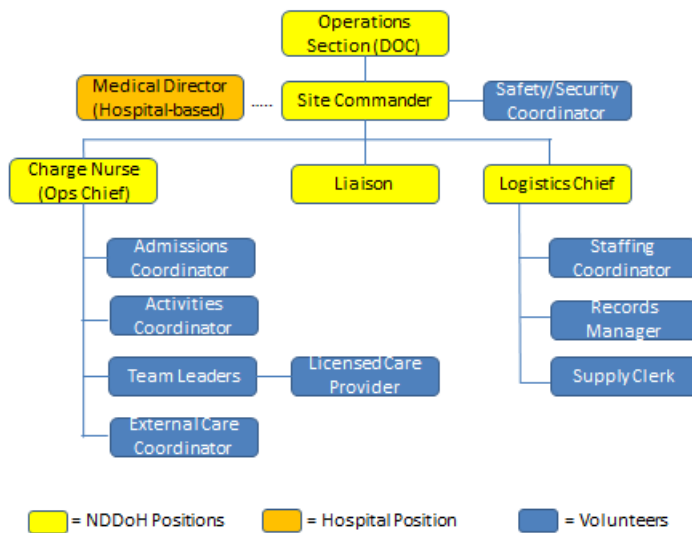 Operations
Section (DOC)
Medical Director
(Hospital-based)
.....
Site Commander
Safety/Security
Coordinator
Charge Nurse
(Ops Chief)
Liaison
Logistics Chief
Admissions
Coordinator
Staffing
Coordinator
Activities
Coordinator
Records
Manager
Team Leaders
Licensed Care
Provider
Supply Clerk
External Care
Coordinator
= NDDoH Positions
= Hospital Position
= Volunteers